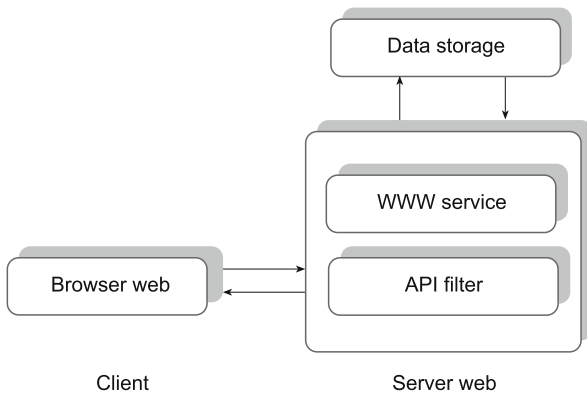 Data storage
WWW service
Browser web
API filter
Client
Server web